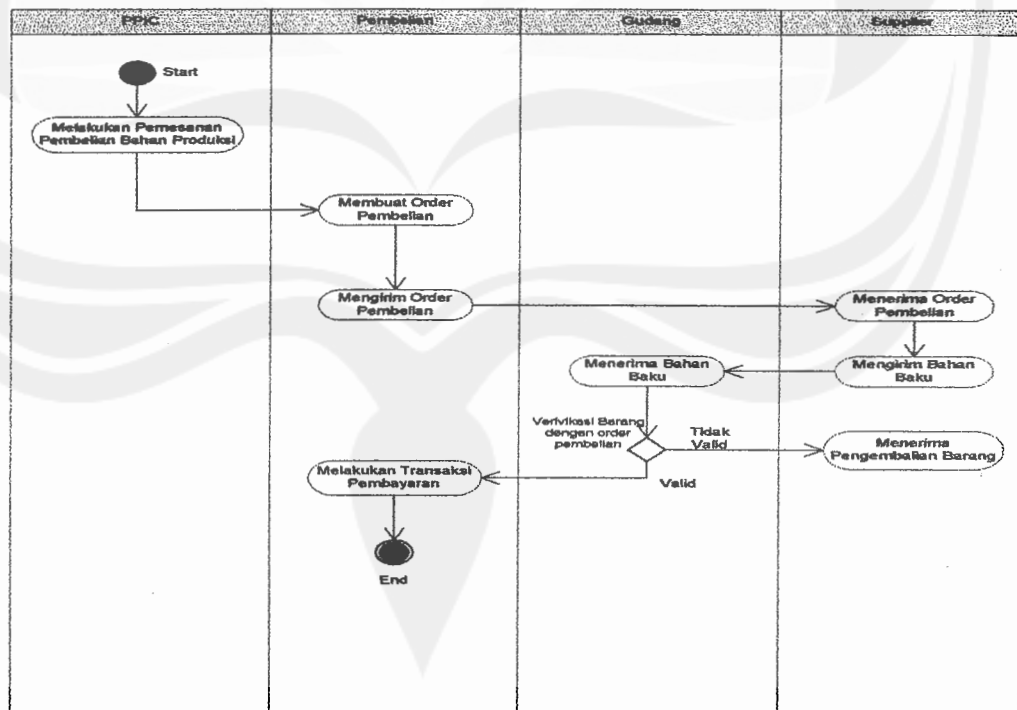 PPIC
Pembelian
Gudang
Supplier
Start
Melakukan Pemesanan
Pembelian Bahan Produksi
Membuat Order
Pembelian
Mengirim Order
Pembelian
Menerima Order
Pembelian
Menerima Bahan
Baku
Mengirim Bahan
Baku
Verivikasi Barang
dengan order
pembelian
Tidak
Valid
Menerima
Pengembalian Barang
Melakukan Transaksi
Pembayaran
Valid
End